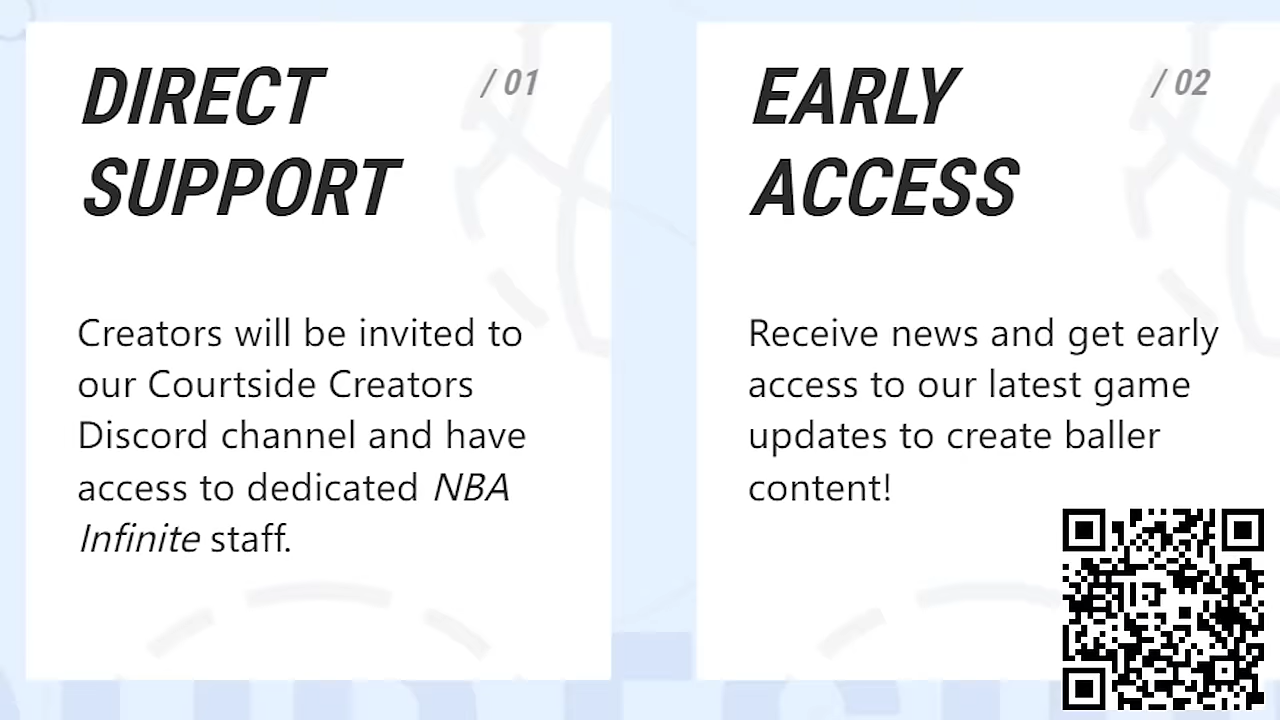 DIRECT
SUPPORT
/ 01
Creators will be invited to
our Courtside Creators
Discord channel and have
access to dedicated NBA
Infinite staff.
EARLY
ACCESS
/ 02
Receive news and get early
access to our latest game
updates to create baller
content!